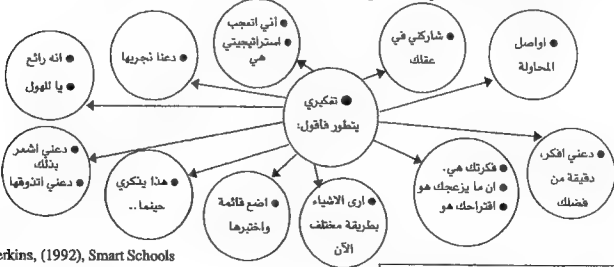 ● تفكيري
يتطور فأقول:
● اواصل
المحاولة
● شاركني في
عقلك
● أني اتعجب
● استراتيجيتي
هي
● دعنا نجربها
● انه رائع
● يا للهول
● دعني اشعر
بذلك
● دعني اتذوقها
● هذا يذكري
حينما ..
● اضع قائمة
واختبرها
● ارى الاشياء
بطريقة مختلف
الآن
● فكرتك هي.
● ان ما يزعجك هو
● اقتراحك هو
● دعني افكر،
دقيقة من
فضلك
erkins, (1992), Smart Schools